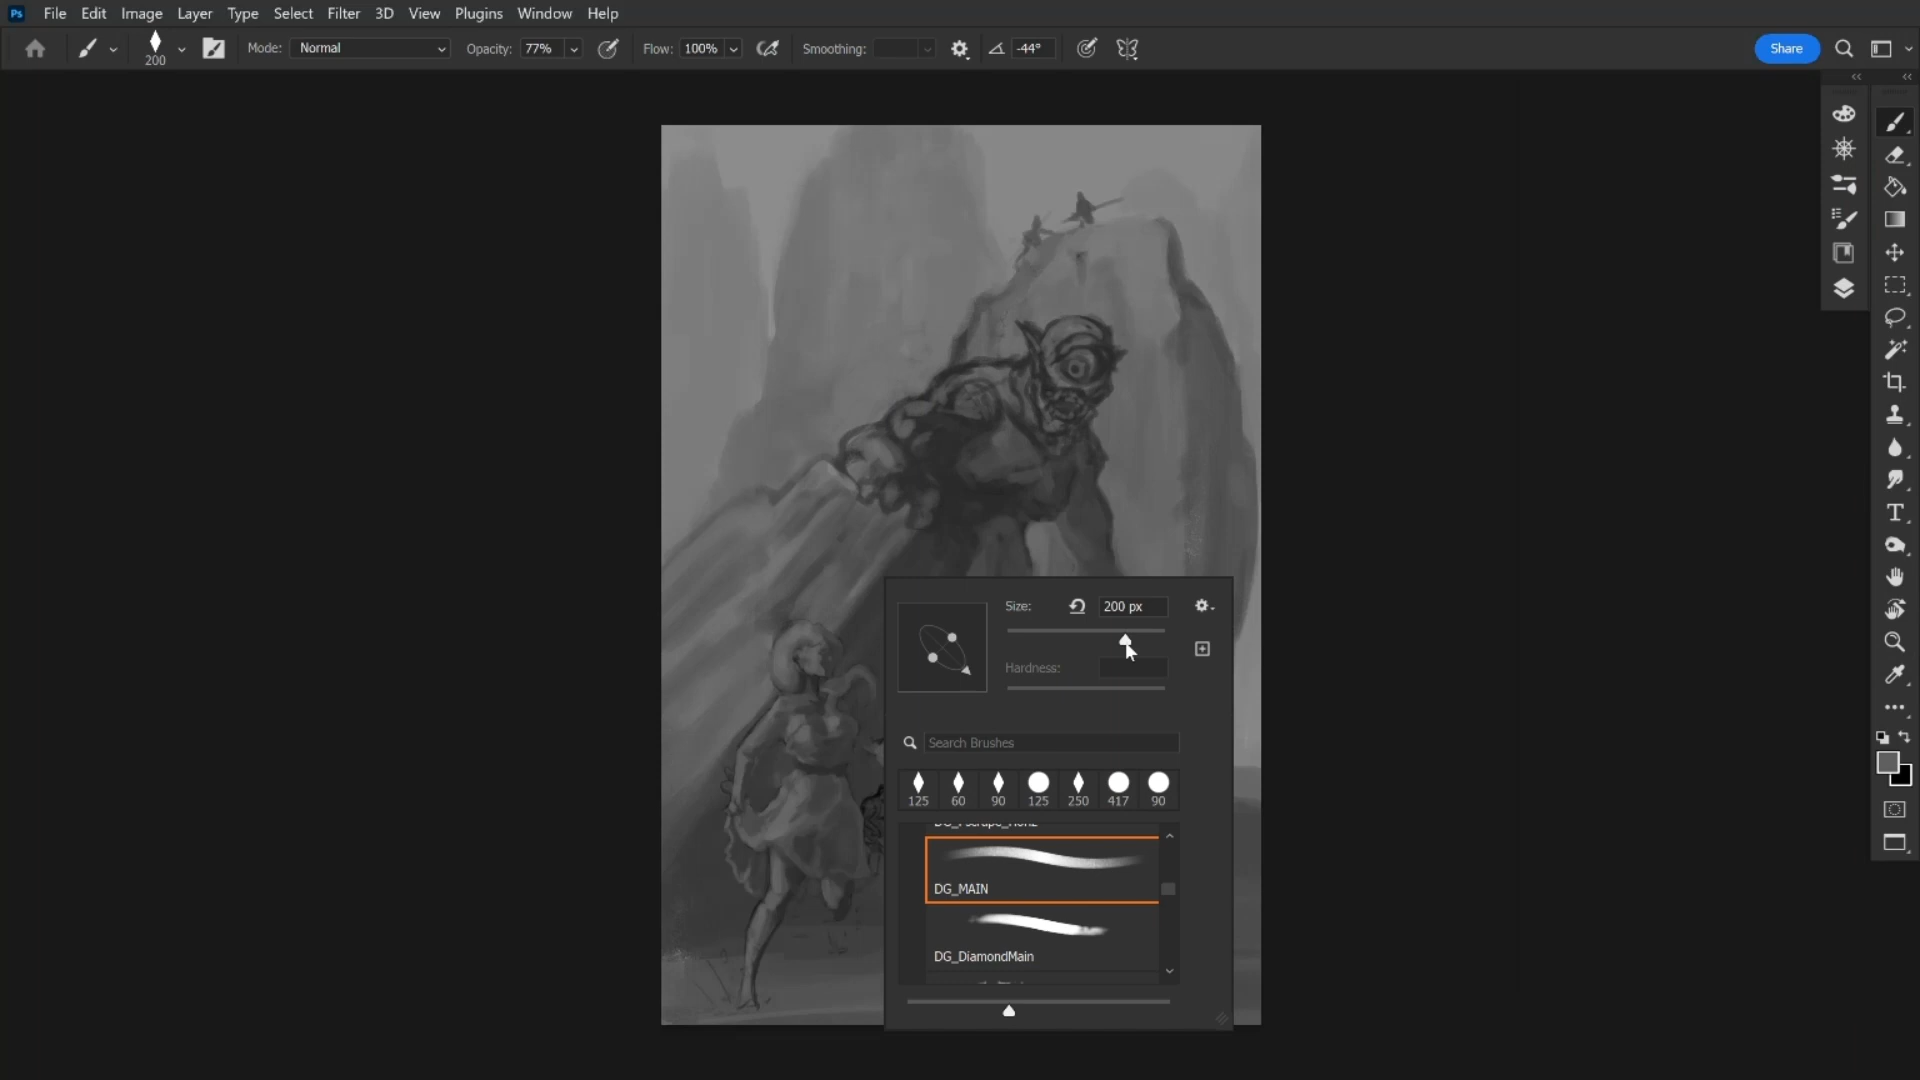 Ps File Edit Image Layer Type Select Filter 3D View Plugins Window Help
200 Mode: Normal Opacity: 77% Flow: 100% Smoothing: -44° Share
Size: 200 px
Hardness:
Search Brushes
125 60 90 125 250 417 90
DG_MAIN
DG_DiamondMain